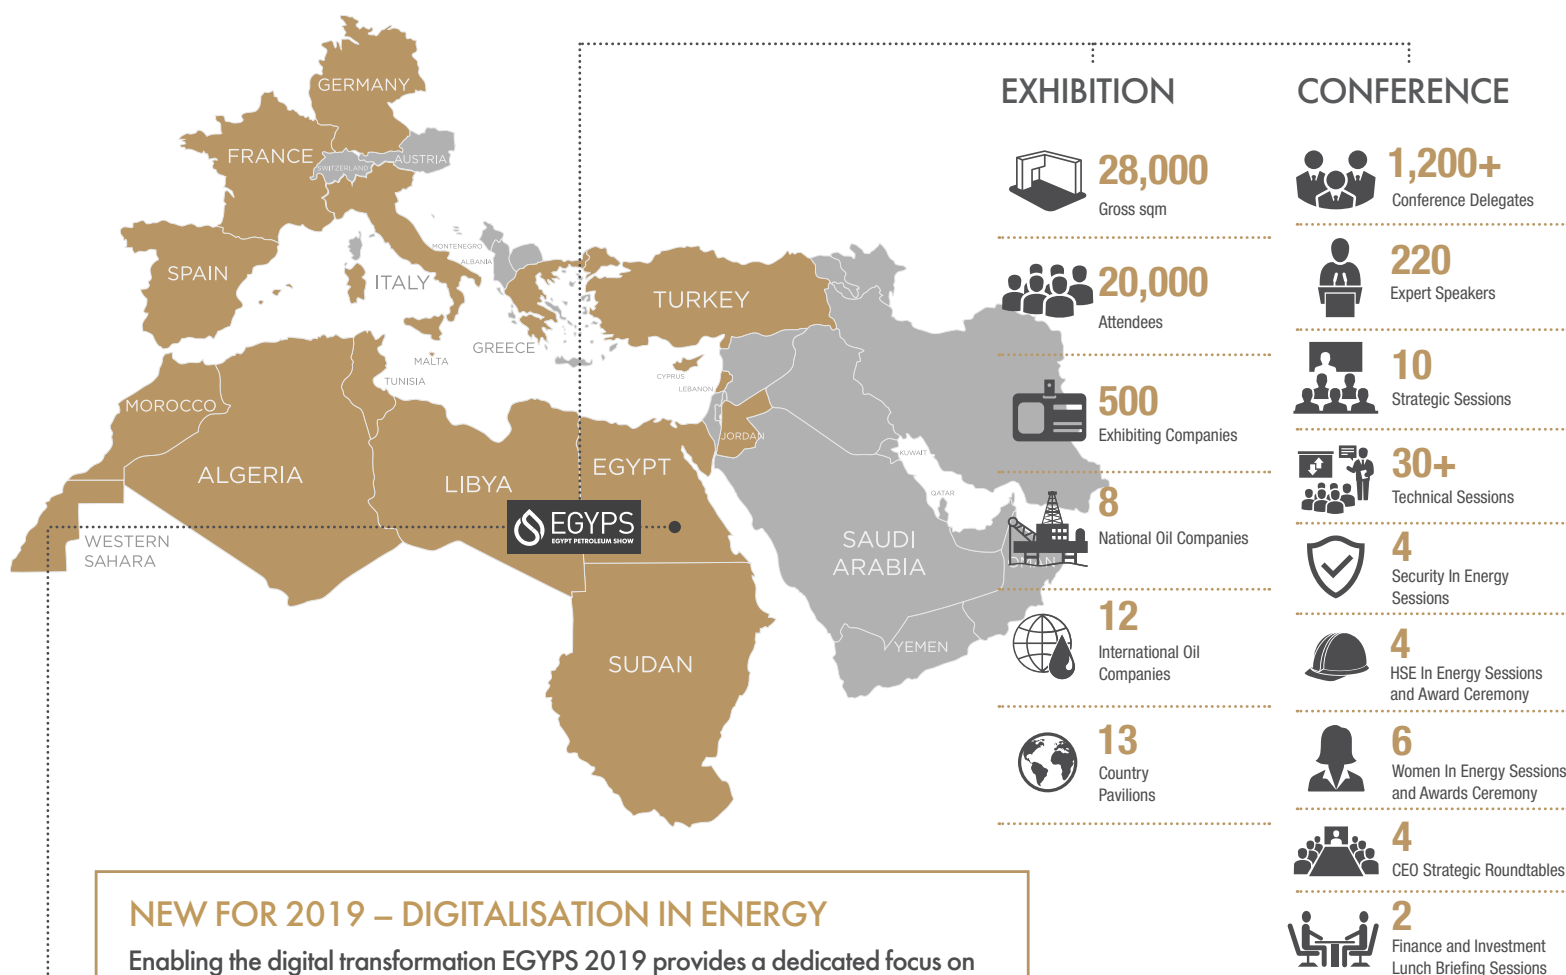 GERMANY
FRANCE
SWITZERLAND
AUSTRIA
SPAIN
ITALY
MONTENEGRO
ALBANIA
TURKEY
GREECE
MALTA
TUNISIA
CYPRUS
LEBANON
MOROCCO
JORDAN
ALGERIA
LIBYA
EGYPT
KUWAIT
QATAR
WESTERN
SAHARA
EGYPS
EGYPT PETROLEUM SHOW
SAUDI
ARABIA
OMAN
YEMEN
SUDAN
EXHIBITION
28,000
Gross sqm
20,000
Attendees
500
Exhibiting Companies
8
National Oil Companies
12
International Oil
Companies
13
Country
Pavilions
CONFERENCE
1,200+
Conference Delegates
220
Expert Speakers
10
Strategic Sessions
30+
Technical Sessions
4
Security In Energy
Sessions
4
HSE In Energy Sessions
and Award Ceremony
6
Women In Energy Sessions
and Awards Ceremony
4
CEO Strategic Roundtables
2
Finance and Investment
Lunch Briefing Sessions
NEW FOR 2019 – DIGITALISATION IN ENERGY
Enabling the digital transformation EGYPS 2019 provides a dedicated focus on